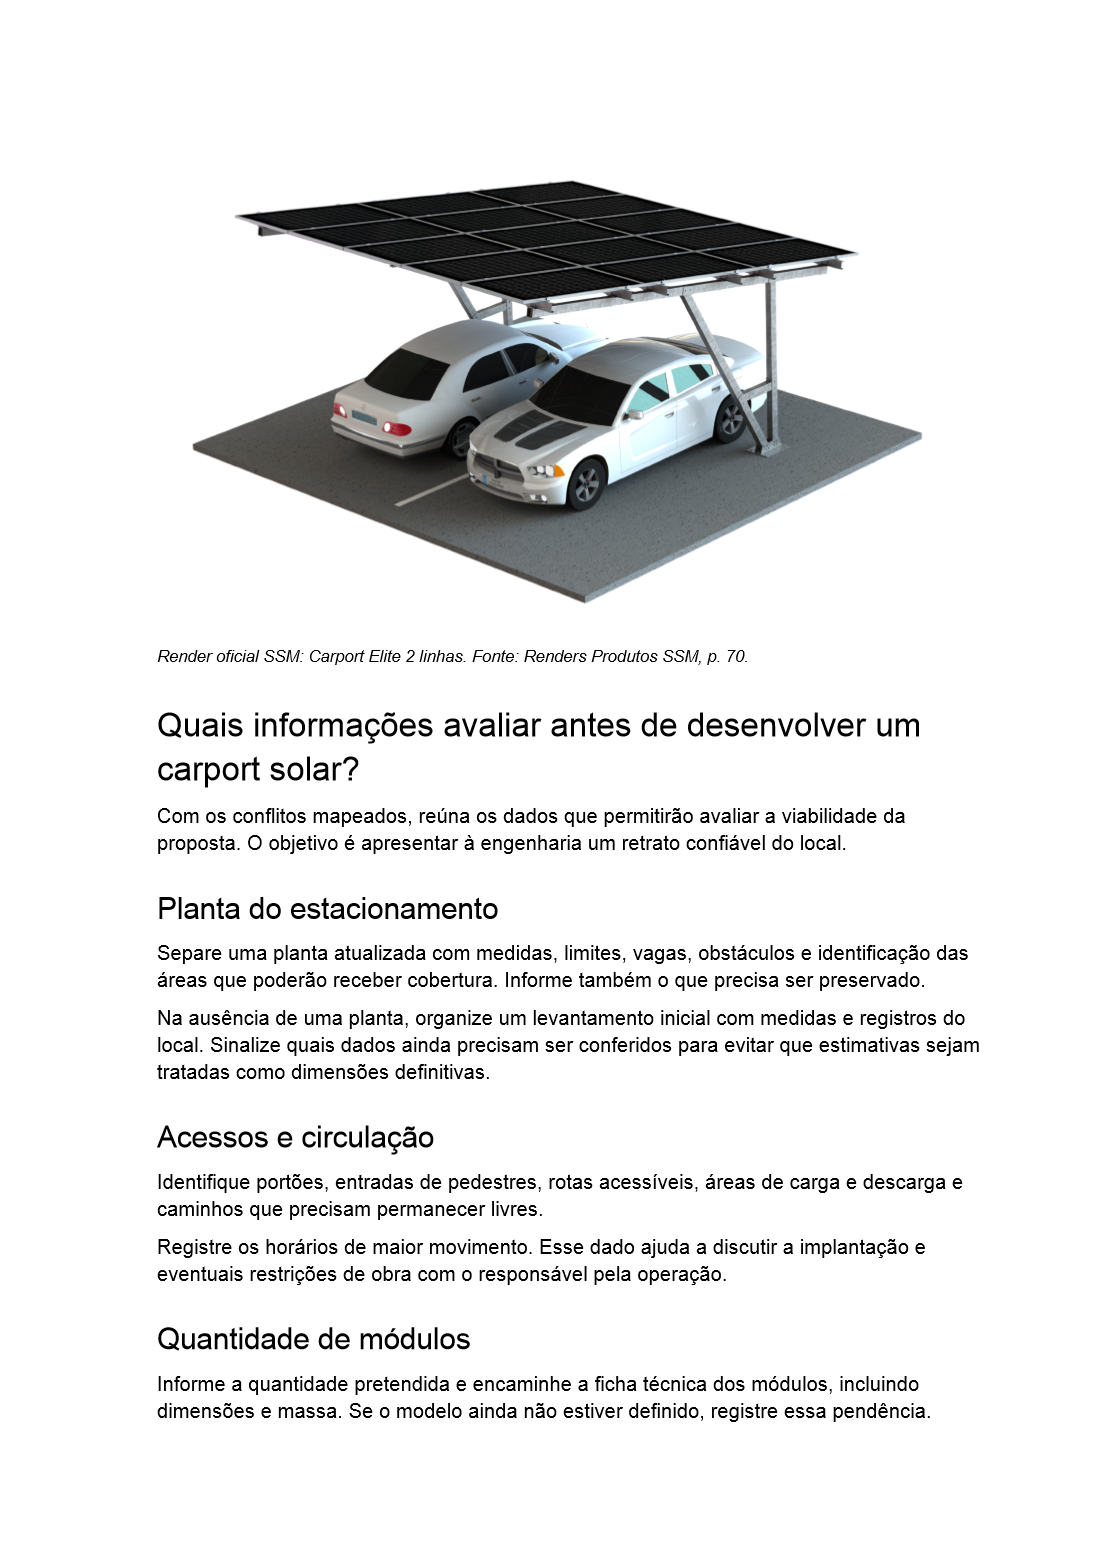 Render oficial SSM: Carport Elite 2 linhas. Fonte: Renders Produtos SSM, p. 70.
Quais informações avaliar antes de desenvolver um
carport solar?
Com os conflitos mapeados, reúna os dados que permitirão avaliar a viabilidade da
proposta. O objetivo é apresentar à engenharia um retrato confiável do local.
Planta do estacionamento
Separe uma planta atualizada com medidas, limites, vagas, obstáculos e identificação das
áreas que poderão receber cobertura. Informe também o que precisa ser preservado.
Na ausência de uma planta, organize um levantamento inicial com medidas e registros do
local. Sinalize quais dados ainda precisam ser conferidos para evitar que estimativas sejam
tratadas como dimensões definitivas.
Acessos e circulação
Identifique portões, entradas de pedestres, rotas acessíveis, áreas de carga e descarga e
caminhos que precisam permanecer livres.
Registre os horários de maior movimento. Esse dado ajuda a discutir a implantação e
eventuais restrições de obra com o responsável pela operação.
Quantidade de módulos
Informe a quantidade pretendida e encaminhe a ficha técnica dos módulos, incluindo
dimensões e massa. Se o modelo ainda não estiver definido, registre essa pendência.